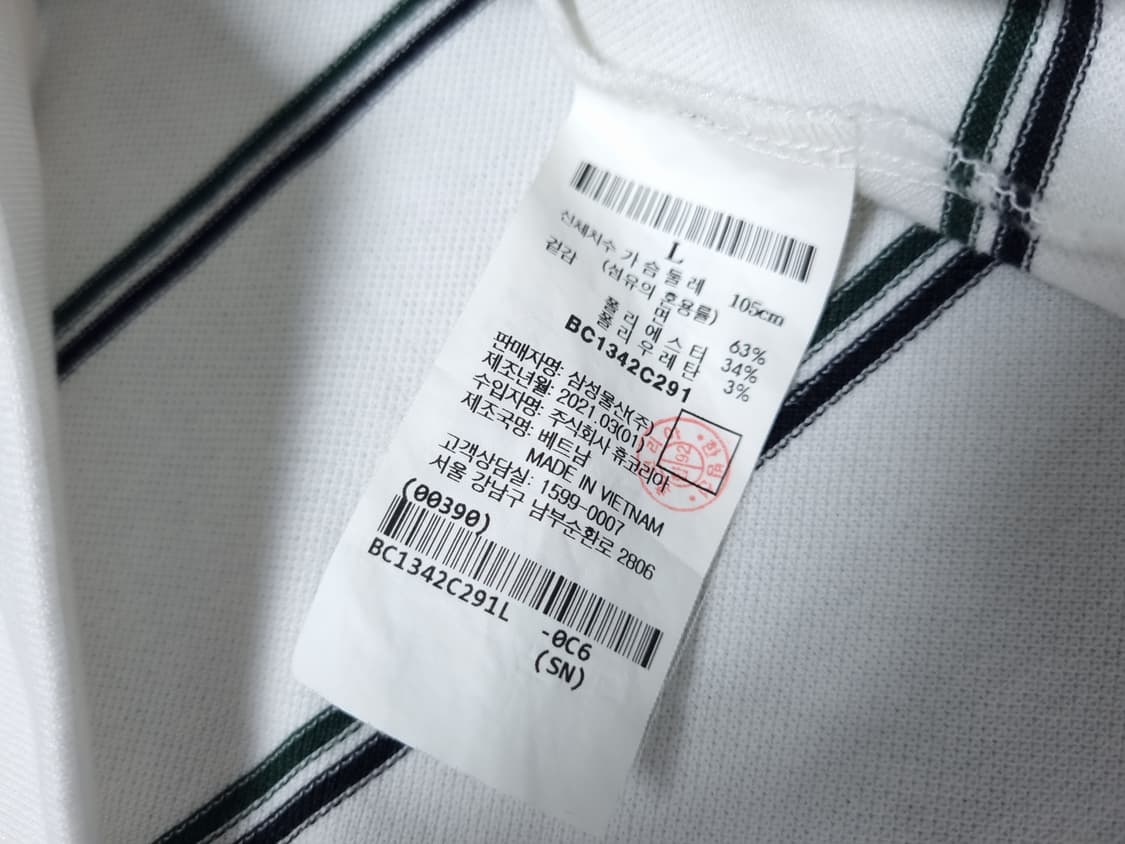 L
신체치수 가슴둘레 105cm
겉감 (섬유의 혼용률)
면 63%
폴리에스터 34%
폴리우레탄 3%
BC1342C291
판매자명: 삼성물산(주)
제조년월: 2021.03(01)
수입자명: 주식회사 휴코리아
제조국명: 베트남
MADE IN VIETNAM
고객상담실: 1599-0007
서울 강남구 남부순환로 2806
(00390)
BC1342C291L -0C6
(SN)